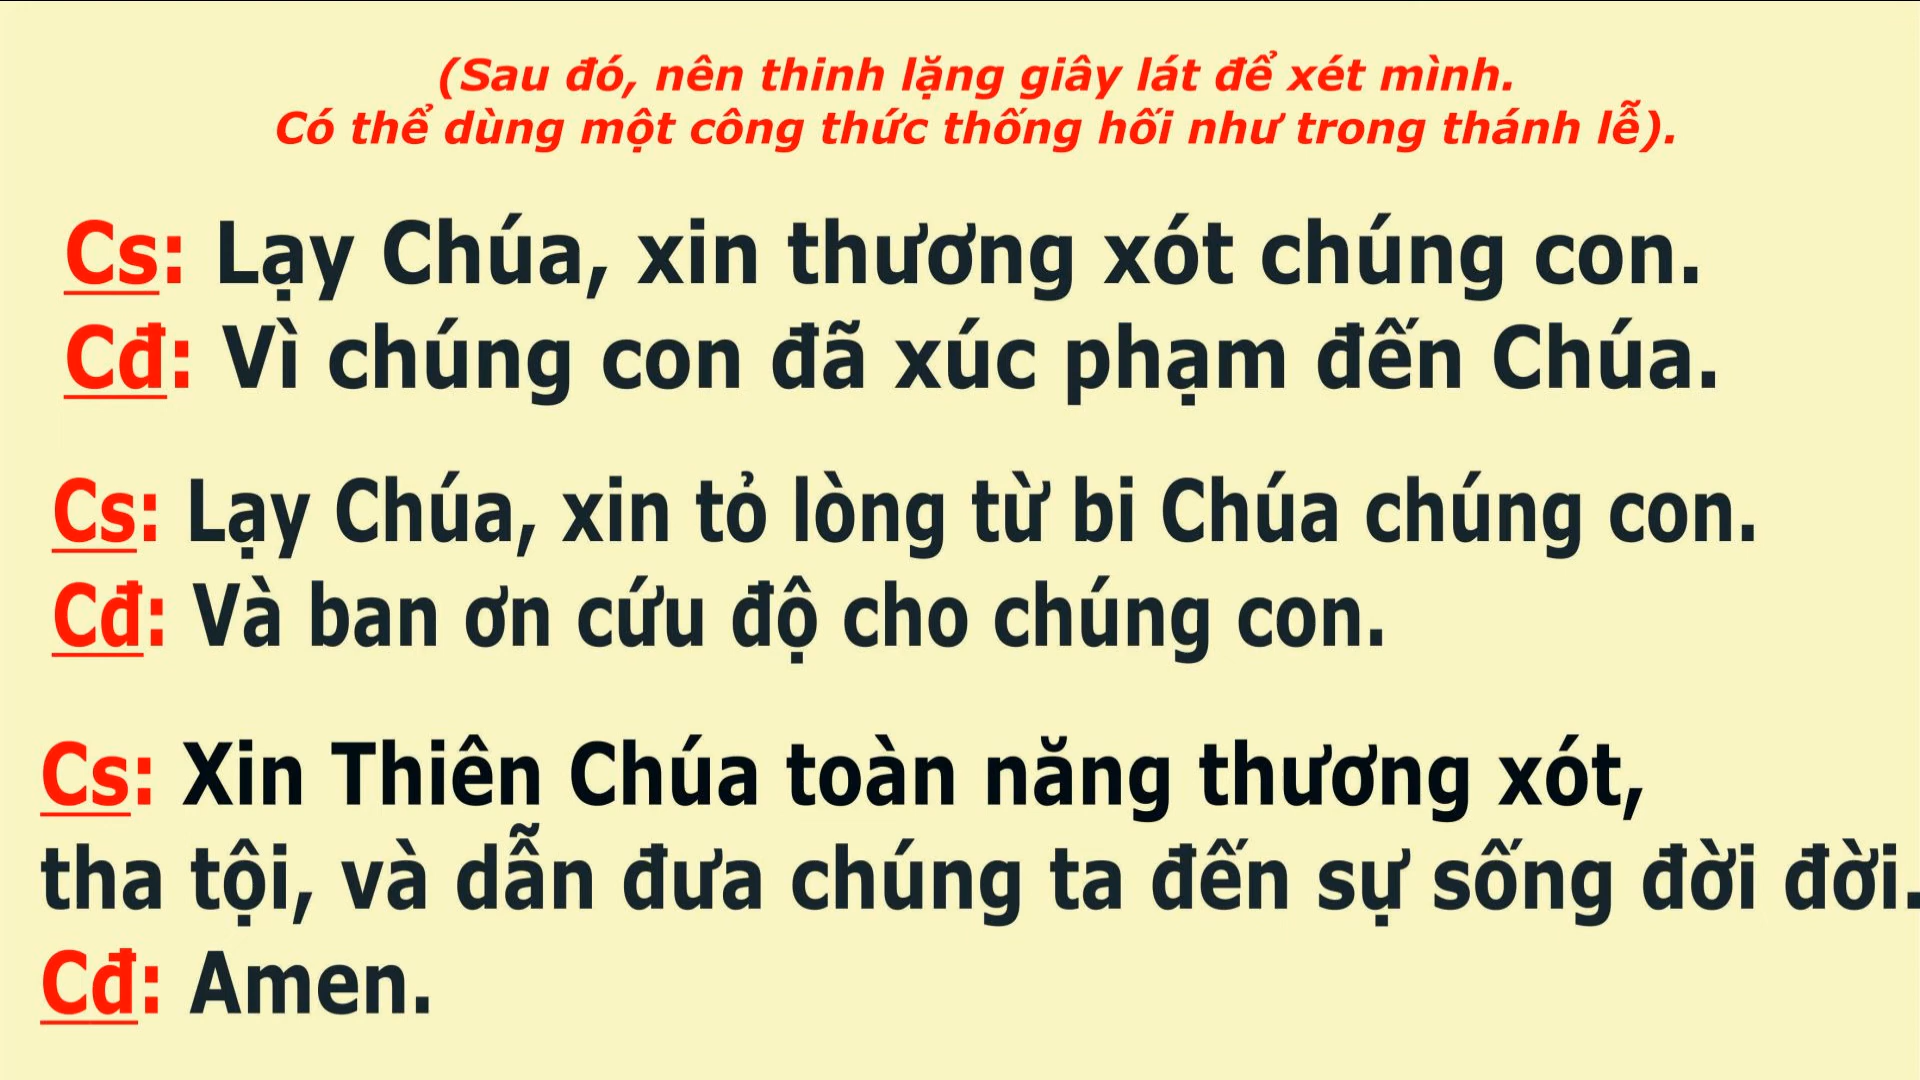 (Sau đó, nên thinh lặng giây lát để xét mình.
Có thể dùng một công thức thống hối như trong thánh lễ).
Cs: Lạy Chúa, xin thương xót chúng con.
Cđ: Vì chúng con đã xúc phạm đến Chúa.
Cs: Lạy Chúa, xin tỏ lòng từ bi Chúa chúng con.
Cđ: Và ban ơn cứu độ cho chúng con.
Cs: Xin Thiên Chúa toàn năng thương xót,
tha tội, và dẫn đưa chúng ta đến sự sống đời đời.
Cđ: Amen.